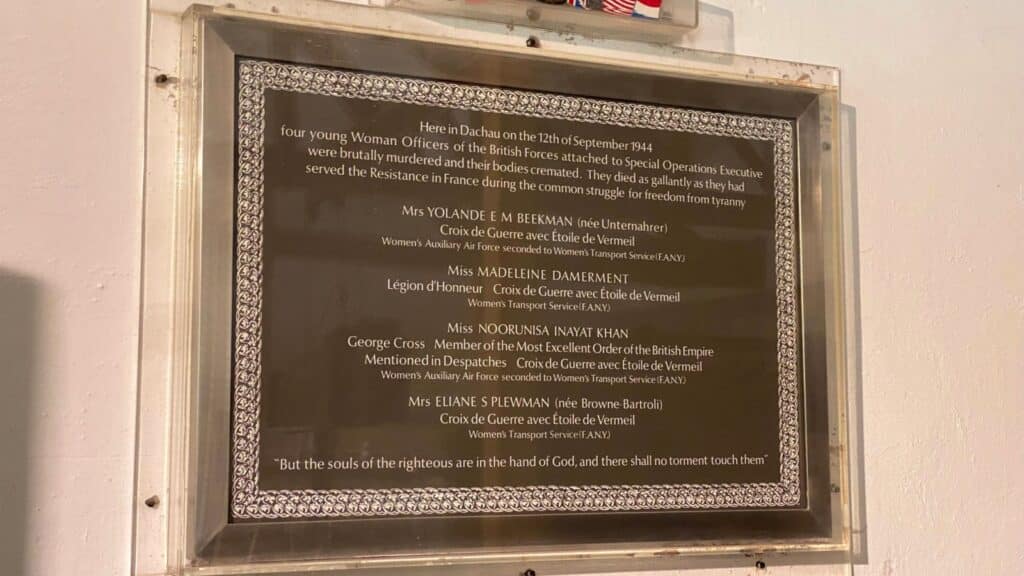 Here in Dachau on the 12th of September 1944
four young Woman Officers of the British Forces attached to Special Operations Executive
were brutally murdered and their bodies cremated. They died as gallantly as they had
served the Resistance in France during the common struggle for freedom from tyranny
Mrs YOLANDE E M BEEKMAN (née Unternahrer)
Croix de Guerre avec Étoile de Vermeil
Women's Auxiliary Air Force seconded to Women's Transport Service (F.A.N.Y.)
Miss MADELEINE DAMERMENT
Légion d'Honneur Croix de Guerre avec Étoile de Vermeil
Women's Transport Service (F.A.N.Y.)
Miss NOORUNISA INAYAT KHAN
George Cross Member of the Most Excellent Order of the British Empire
Mentioned in Despatches Croix de Guerre avec Étoile de Vermeil
Women's Auxiliary Air Force seconded to Women's Transport Service (F.A.N.Y.)
Mrs ELIANE S PLEWMAN (née Browne-Bartroli)
Croix de Guerre avec Étoile de Vermeil
Women's Transport Service (F.A.N.Y.)
"But the souls of the righteous are in the hand of God, and there shall no torment touch them"